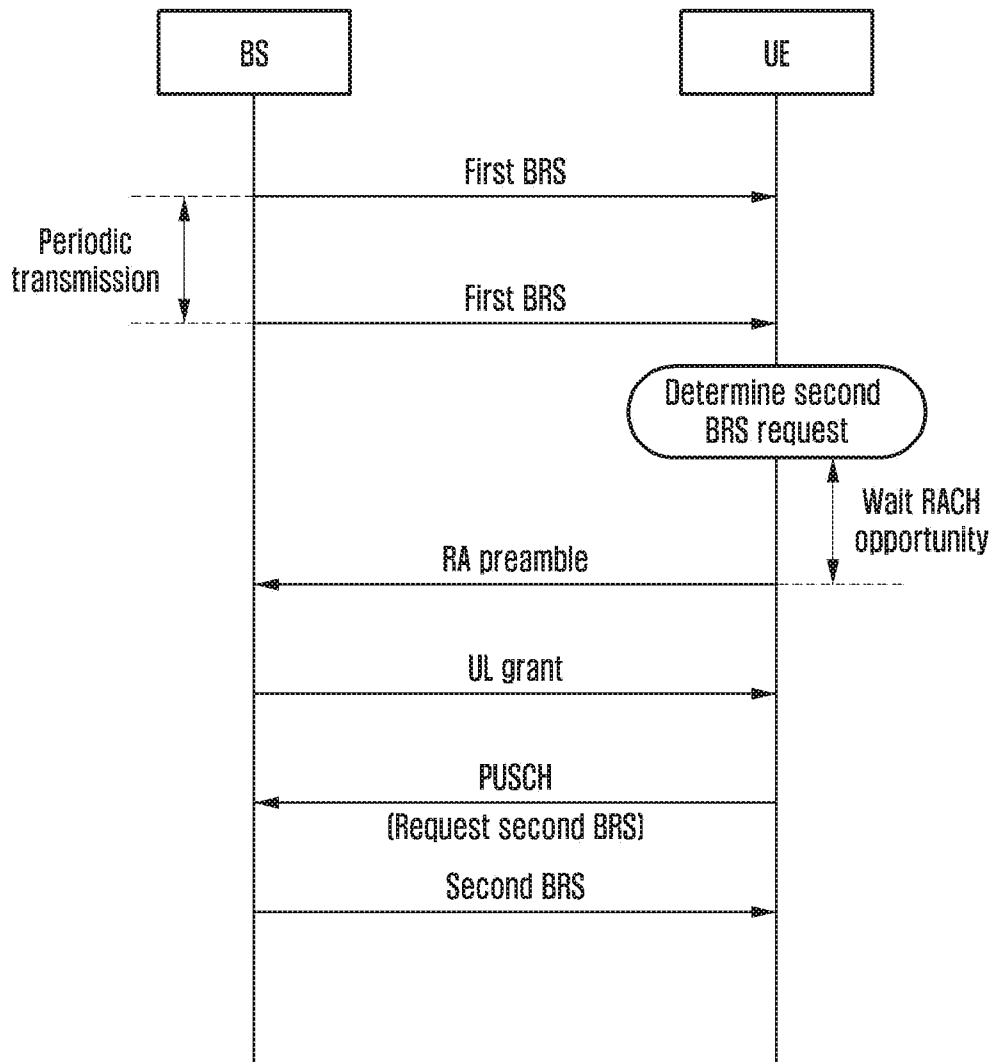 BS
UE
First BRS
Periodic
transmission
First BRS
Determine second
BRS request
Wait RACH
opportunity
RA preamble
UL grant
PUSCH
(Request second BRS)
Second BRS